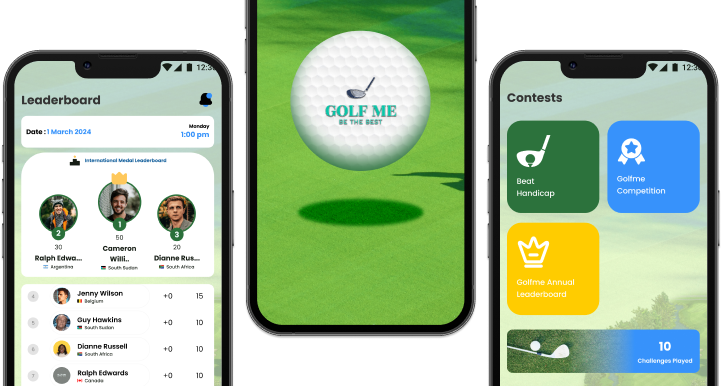 12:30
Leaderboard
Date : 1 March 2024
Monday
1:00 pm
International Medal Leaderboard
2
1
3
30
50
20
Ralph Edwa...
Cameron
Willi..
Dianne Rus...
Argentina
South Sudan
South Africa
4
Jenny Wilson
Belgium
+0
15
5
Guy Hawkins
South Sudan
+0
10
6
Dianne Russell
South Africa
+0
10
7
Ralph Edwards
Canada
+0
10
GOLF ME
BE THE BEST
12:30
Contests
Beat
Handicap
Golfme
Competition
Golfme Annual
Leaderboard
10
Challenges Played